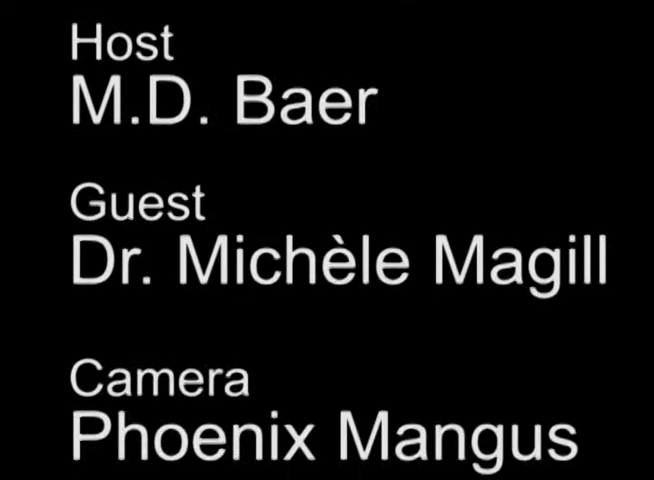 Host
M.D. Baer
Guest
Dr. Michèle Magill
Camera
Phoenix Mangus